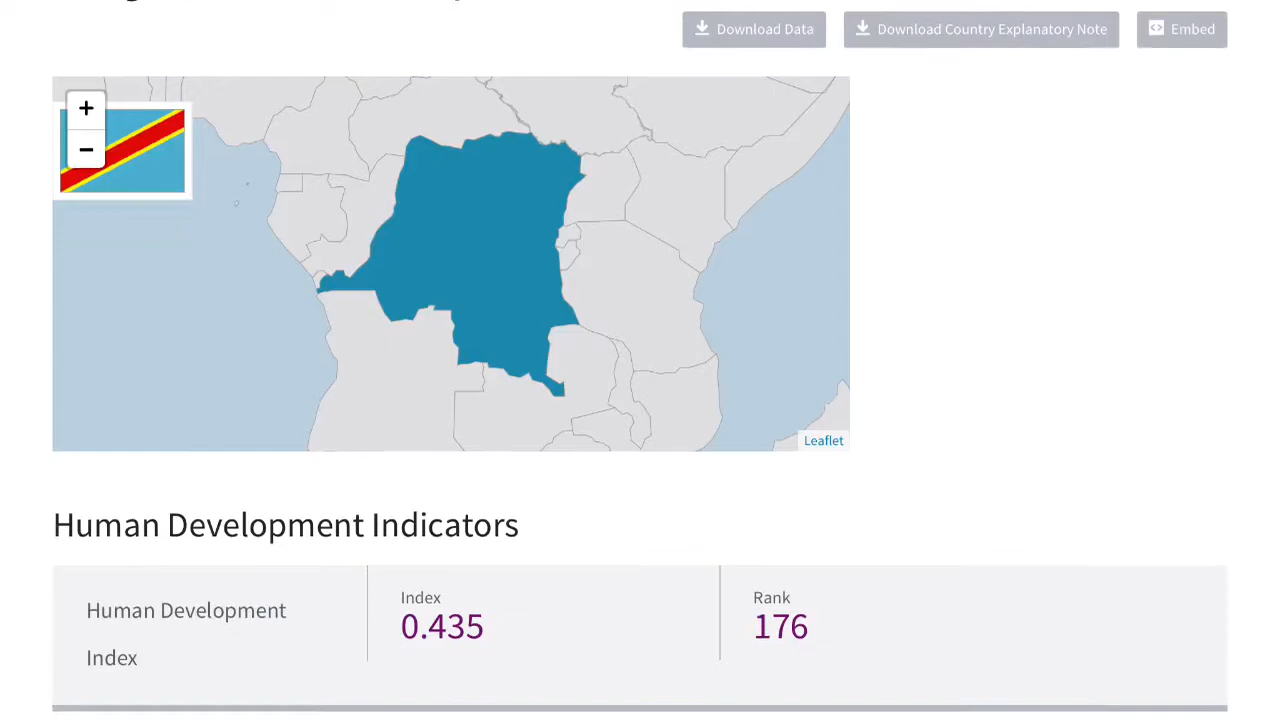 Download Data
Download Country Explanatory Note
Embed
+
−
Leaflet
Human Development Indicators
Human Development
Index
Index
0.435
Rank
176